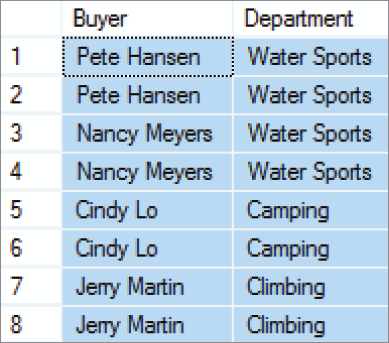 Buyer Department
1 Pete Hansen Water Sports
2 Pete Hansen Water Sports
3 Nancy Meyers Water Sports
4 Nancy Meyers Water Sports
5 Cindy Lo Camping
6 Cindy Lo Camping
7 Jerry Martin Climbing
8 Jerry Martin Climbing